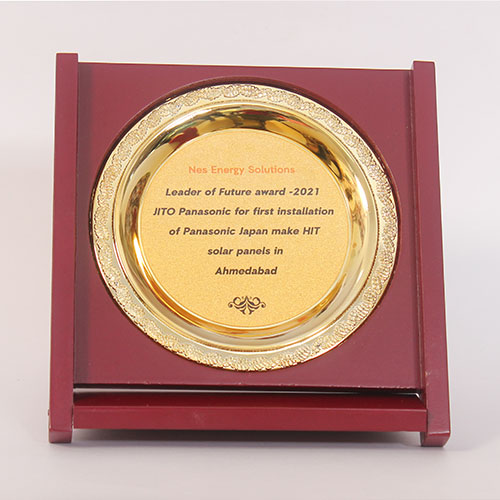 Nes Energy Solutions
Leader of Future award -2021
JITO Panasonic for first installation
of Panasonic Japan make HIT
solar panels in
Ahmedabad